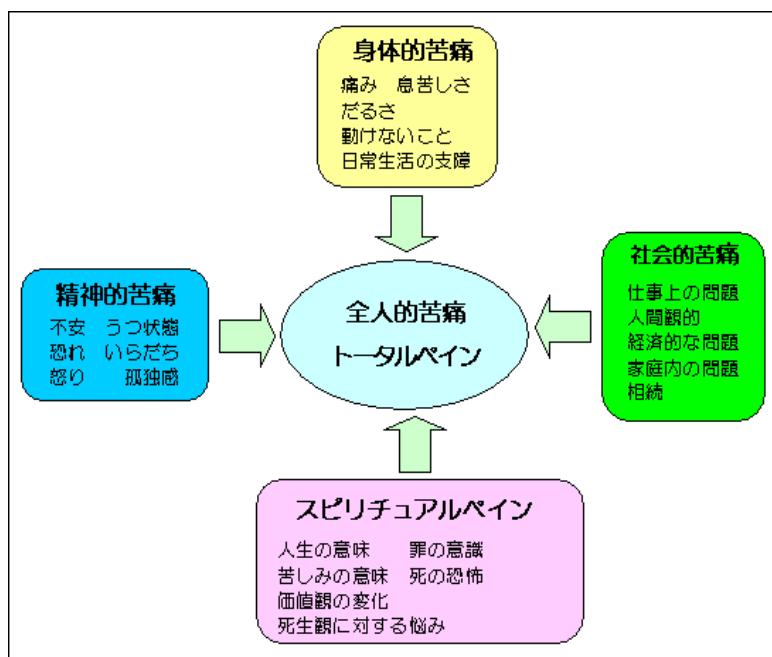 身体的苦痛
痛み 息苦しさ
だるさ
動けないこと
日常生活の支障
精神的苦痛
不安 うつ状態
恐れ いらだち
怒り 孤独感
全人的苦痛
トータルペイン
社会的苦痛
仕事上の問題
人間観的
経済的な問題
家庭内の問題
相続
スピリチュアルペイン
人生の意味 罪の意識
苦しみの意味 死の恐怖
価値観の変化
死生観に対する悩み